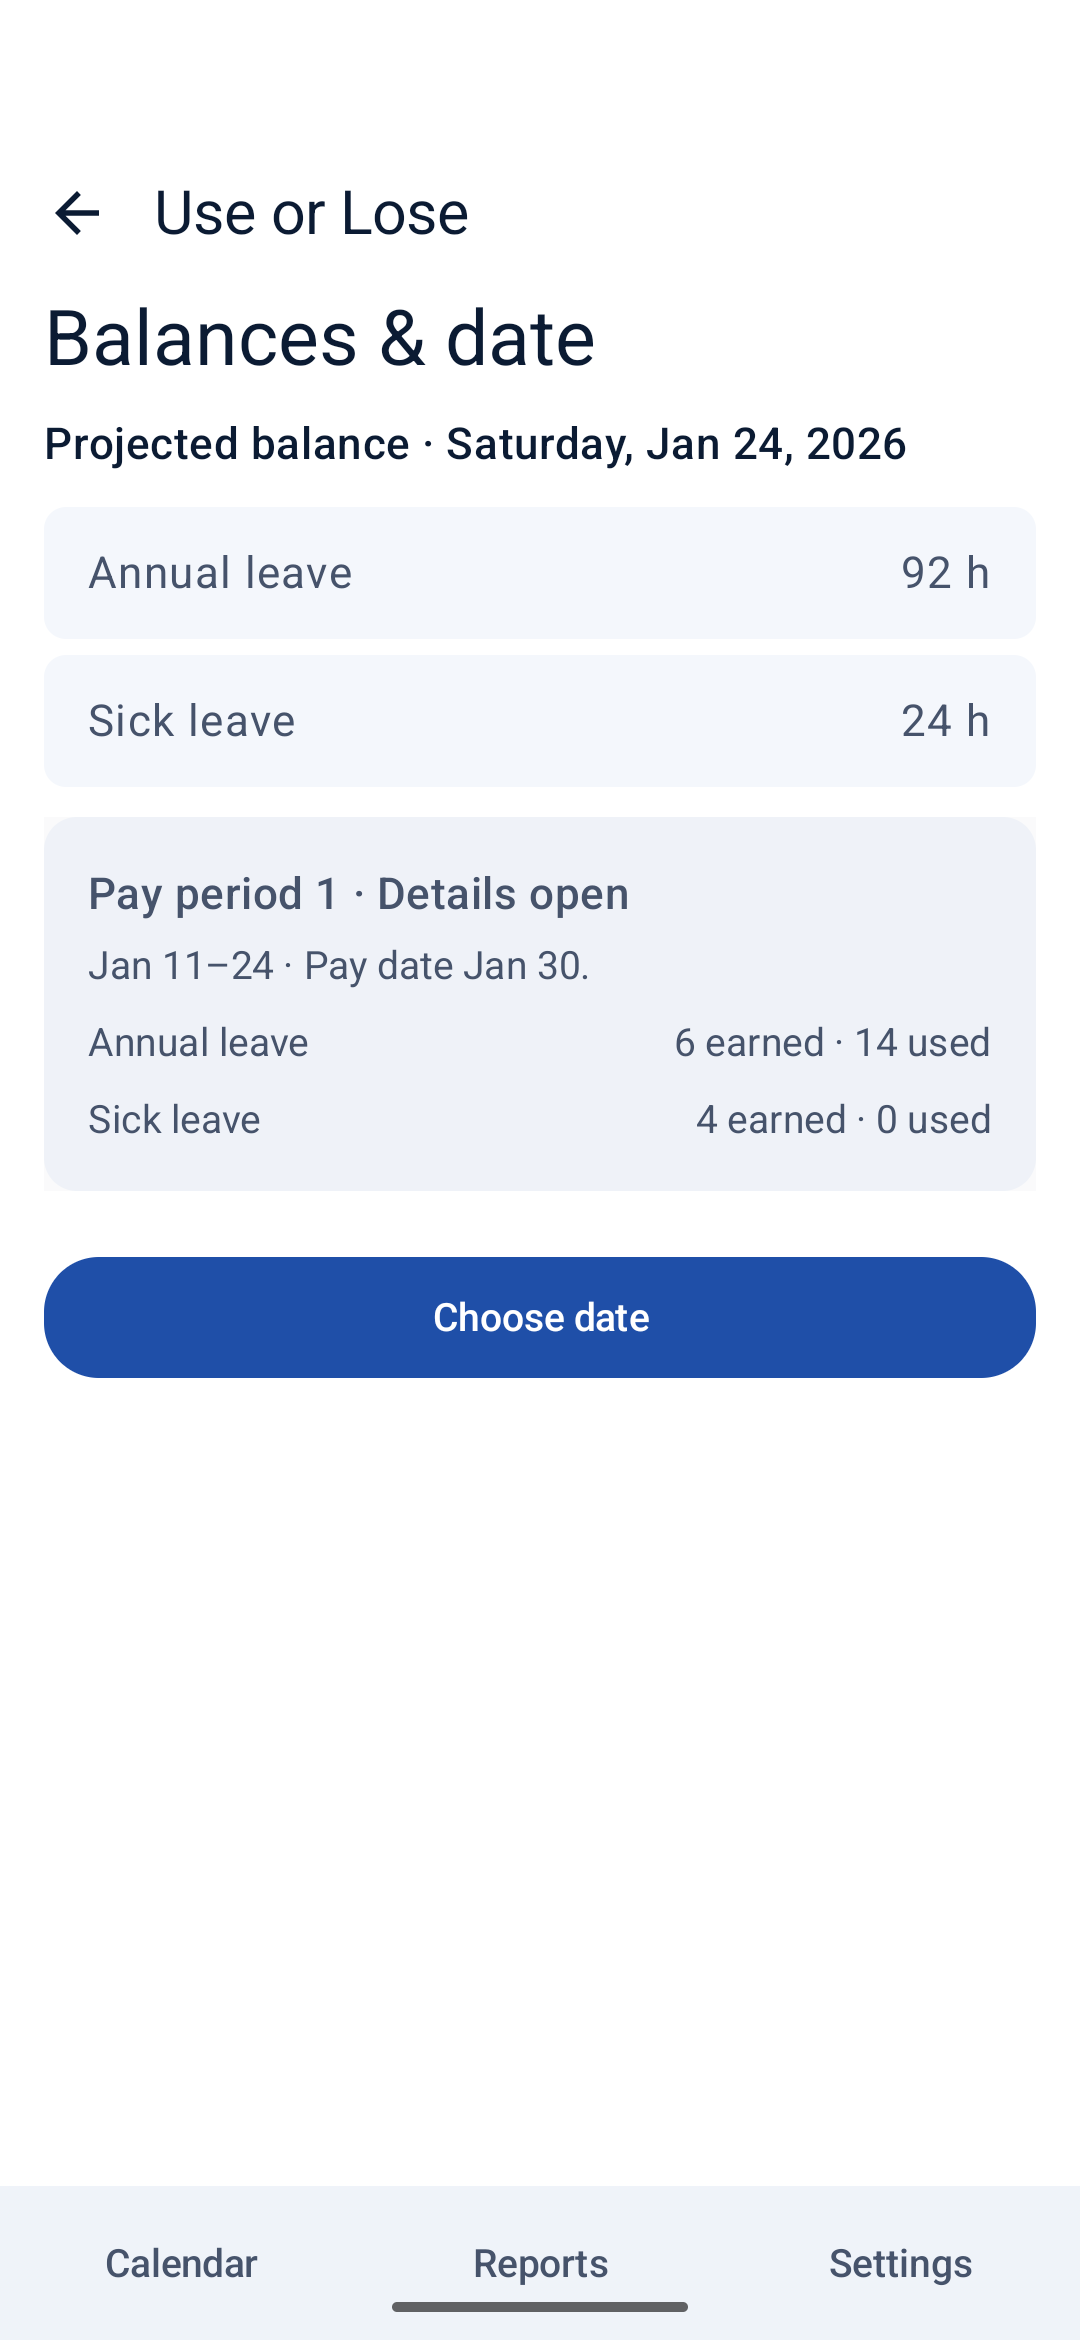 Use or Lose
Balances & date
Projected balance · Saturday, Jan 24, 2026
Annual leave 92 h
Sick leave 24 h
Pay period 1 · Details open
Jan 11–24 · Pay date Jan 30.
Annual leave 6 earned · 14 used
Sick leave 4 earned · 0 used
Choose date
Calendar Reports Settings